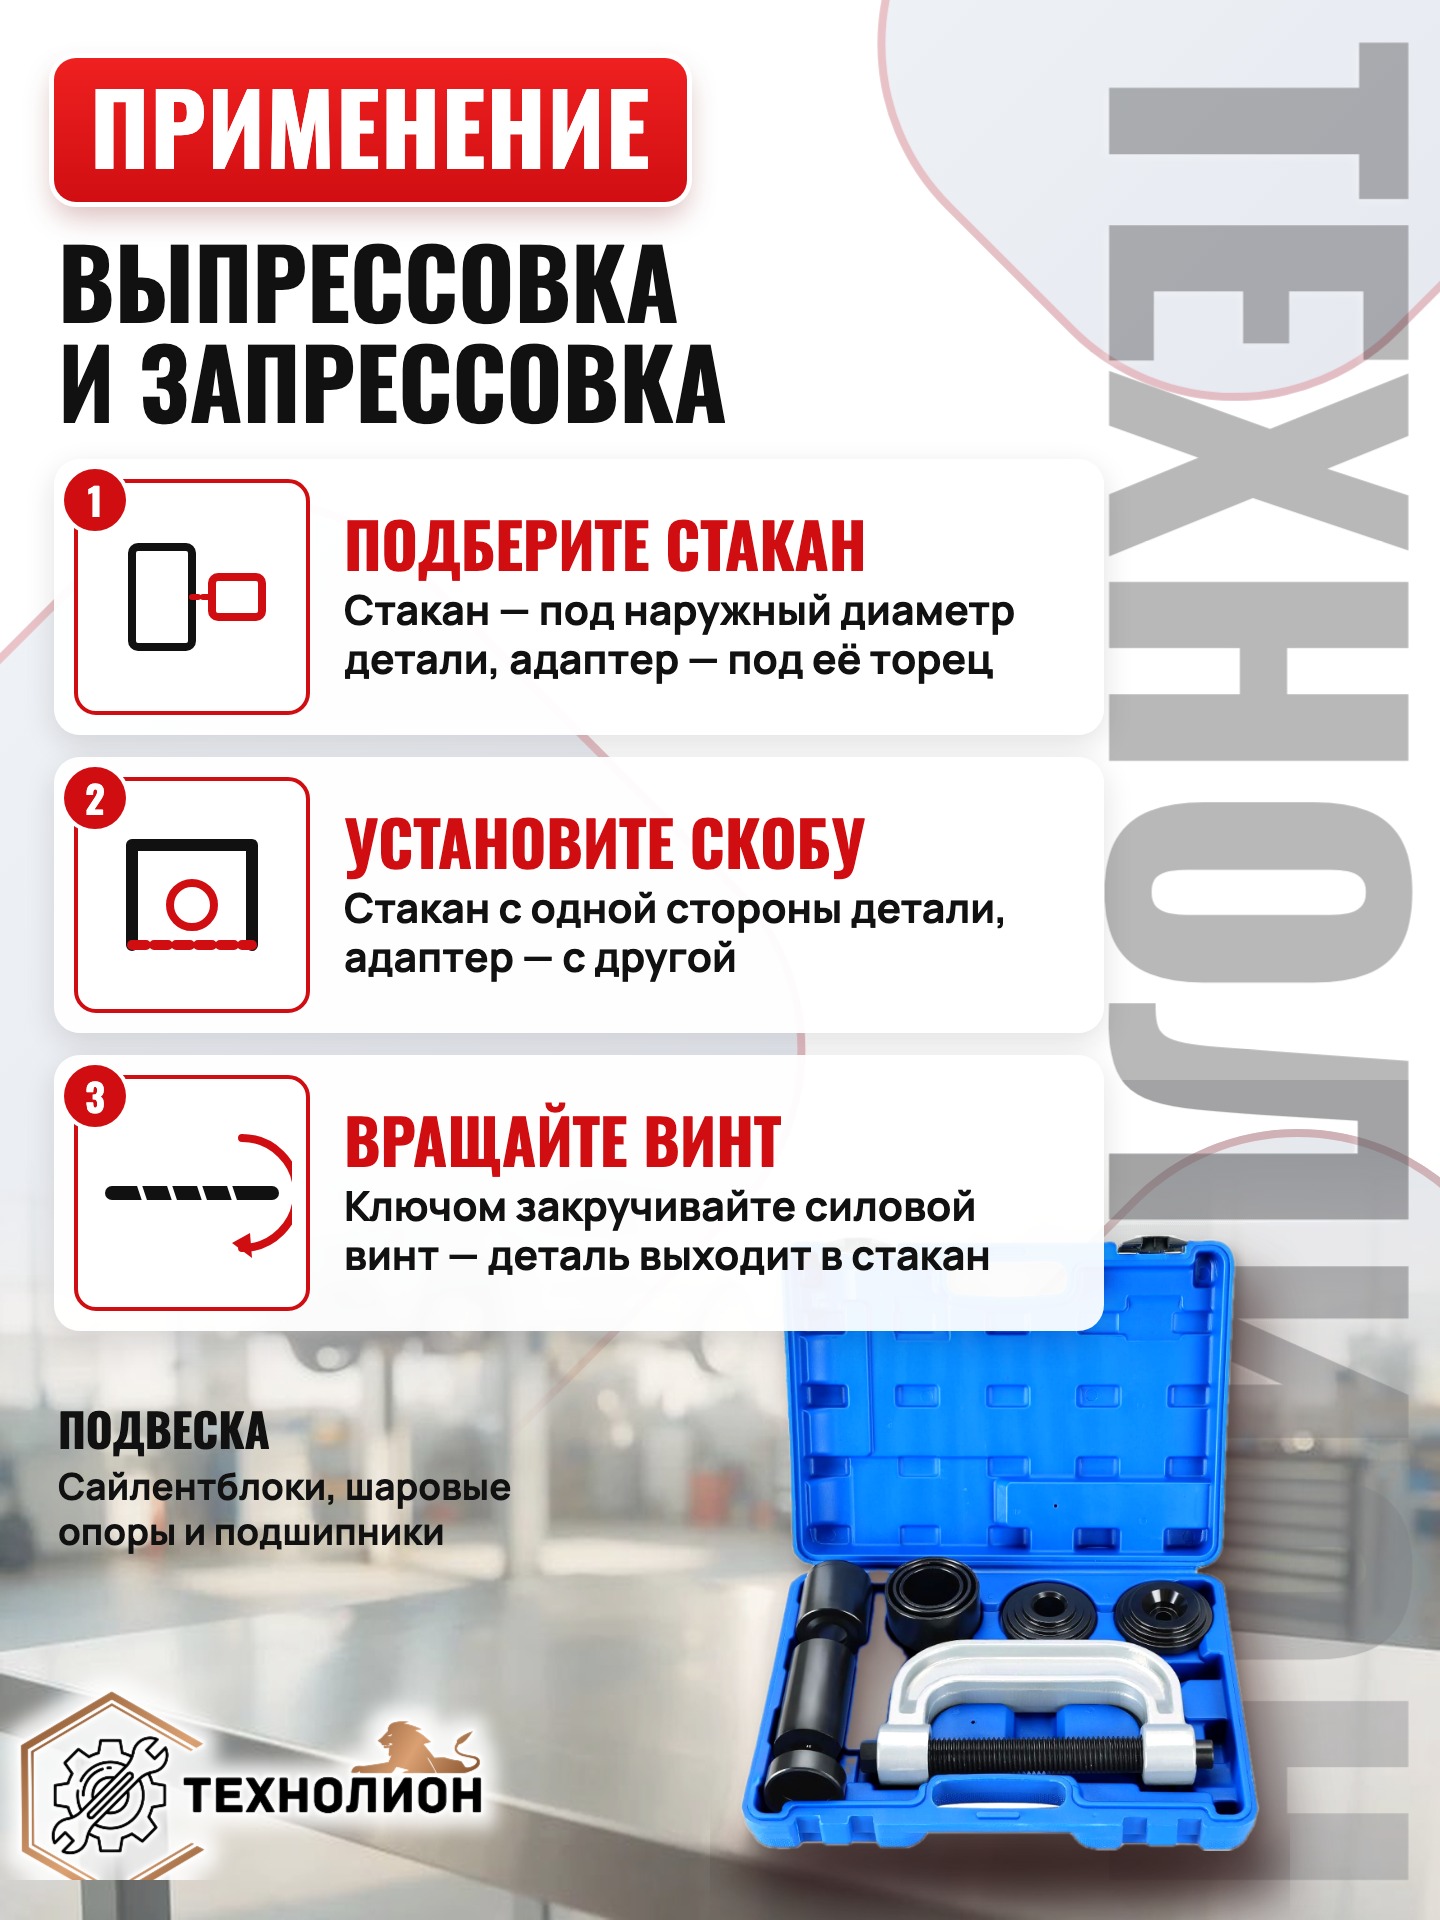 ПРИМЕНЕНИЕ
ВЫПРЕССОВКА
И ЗАПРЕССОВКА
1
ПОДБЕРИТЕ СТАКАН
Стакан — под наружный диаметр
детали, адаптер — под её торец
2
УСТАНОВИТЕ СКОБУ
Стакан с одной стороны детали,
адаптер — с другой
3
ВРАЩАЙТЕ ВИНТ
Ключом закручивайте силовой
винт — деталь выходит в стакан
ПОДВЕСКА
Сайлентблоки, шаровые
опоры и подшипники
ТЕХНОЛИОН
ТЕХНОЛИОН